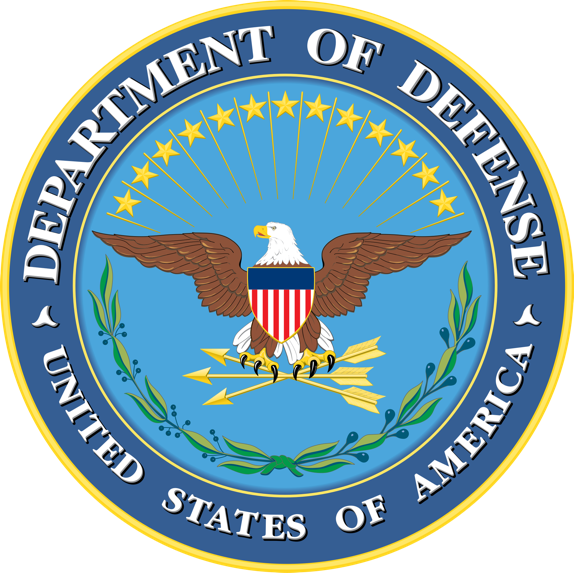 DEPARTMENT OF DEFENSE
UNITED STATES OF AMERICA